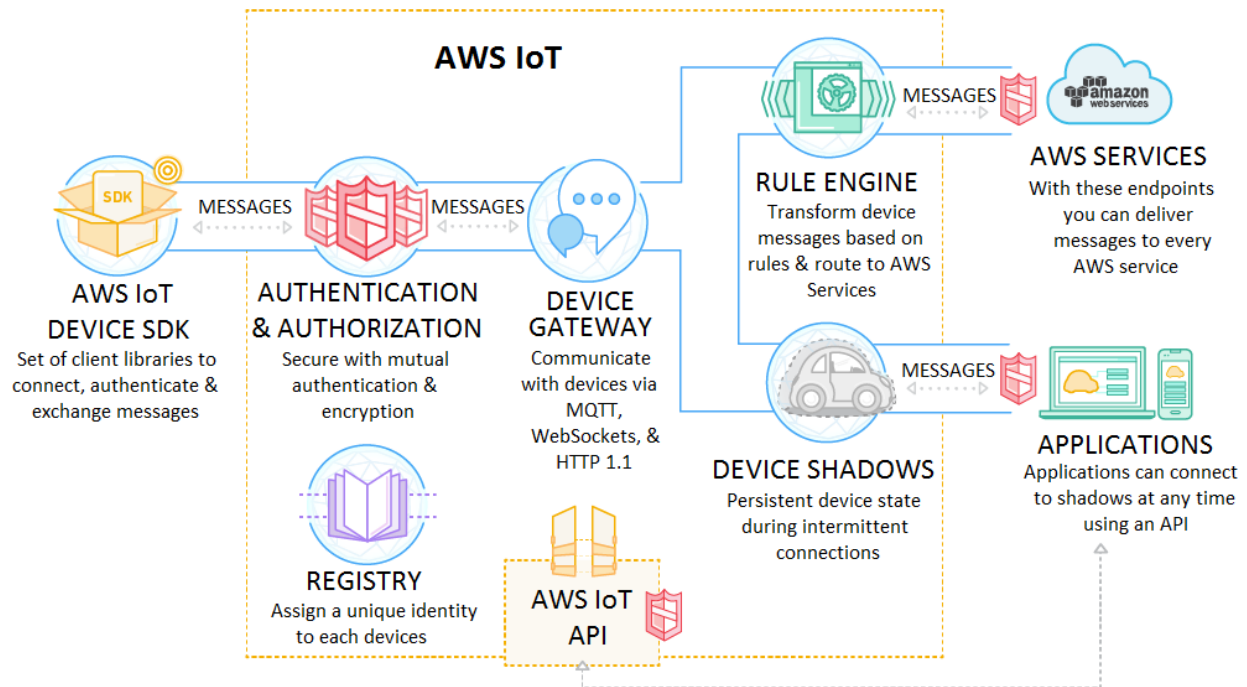 AWS IoT
SDK
MESSAGES
AWS IoT
DEVICE SDK
Set of client libraries to
connect, authenticate &
exchange messages
AUTHENTICATION
& AUTHORIZATION
Secure with mutual
authentication &
encryption
MESSAGES
DEVICE
GATEWAY
Communicate
with devices via
MQTT,
WebSockets, &
HTTP 1.1
RULE ENGINE
Transform device
messages based on
rules & route to AWS
Services
MESSAGES
amazon
webservices
AWS SERVICES
With these endpoints
you can deliver
messages to every
AWS service
DEVICE SHADOWS
Persistent device state
during intermittent
connections
MESSAGES
APPLICATIONS
Applications can connect
to shadows at any time
using an API
REGISTRY
Assign a unique identity
to each devices
AWS IoT
API